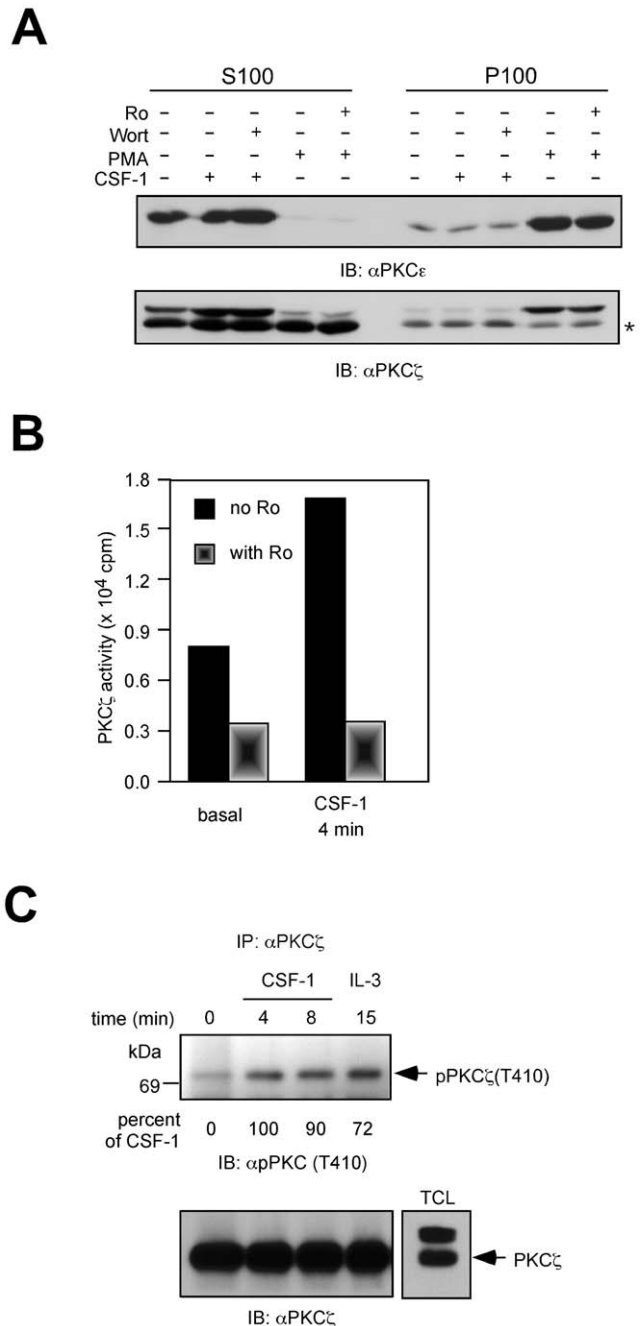 A
S100 P100
Ro - - - - + - - - - +
Wort - - + - - - - + - -
PMA - - - + + - - - + +
CSF-1 - + + - - - + + - -
IB: αPKCε
*
IB: αPKCζ
B
PKCζ activity (x 10⁴ cpm)
1.8
1.5
1.2
0.9
0.6
0.3
0.0
no Ro
with Ro
basal
CSF-1
4 min
C
IP: αPKCζ
CSF-1 IL-3
time (min) 0 4 8 15
kDa
69
pPKCζ(T410)
percent
of CSF-1 0 100 90 72
IB: αpPKC (T410)
TCL
PKCζ
IB: αPKCζ